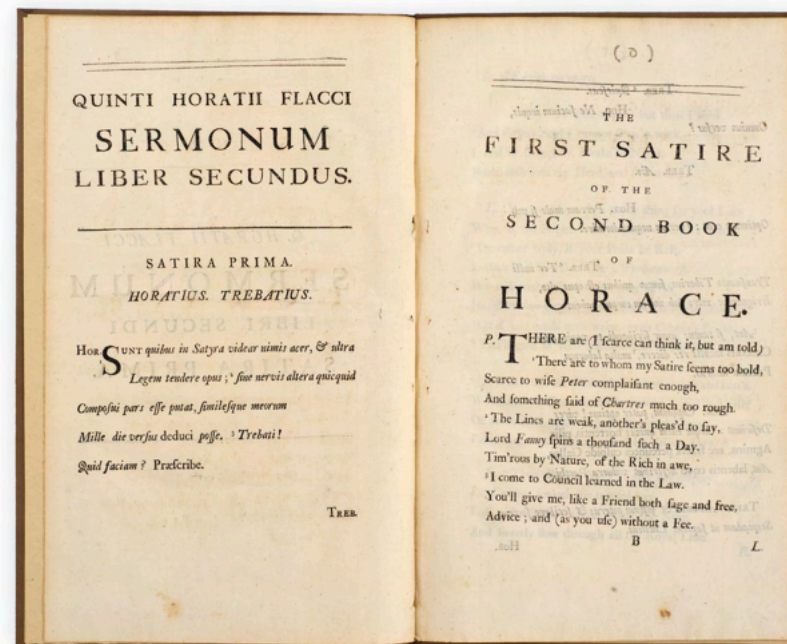 QUINTI HORATII FLACCI
SERMONUM
LIBER SECUNDUS.
SATIRA PRIMA.
HORATIUS. TREBATIUS.
HOR. SUNT quibus in Satyra videar nimis acer, & ultra
Legem tendere opus; ¹ ſine nervis altera quicquid
Compoſui pars eſſe putat, ſimileſque meorum
Mille die verſus deduci poſſe. ² Trebati!
Quid faciam? Præſcribe.
TREB.
THE
FIRST SATIRE
OF THE
SECOND BOOK
OF
HORACE.
P. THERE are (I ſcarce can think it, but am told)
There are to whom my Satire ſeems too bold,
Scarce to wiſe Peter complaiſant enough,
And ſomething ſaid of Chartres much too rough.
¹ The Lines are weak, another's pleas'd to ſay,
Lord Fanny ſpins a thouſand ſuch a Day.
Tim'rous by Nature, of the Rich in awe,
² I come to Council learned in the Law.
You'll give me, like a Friend both ſage and free,
Advice; and (as you uſe) without a Fee.
B
L.